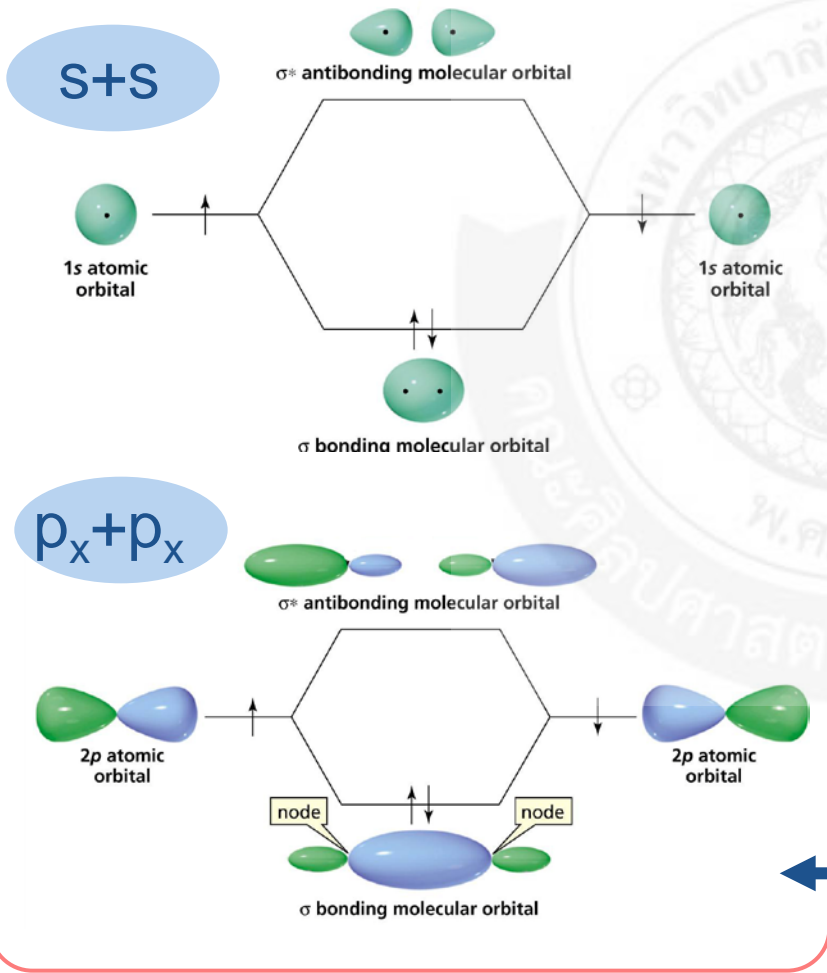 s+s
σ* antibonding molecular orbital
1s atomic
orbital
1s atomic
orbital
σ bonding molecular orbital
pₓ+pₓ
σ* antibonding molecular orbital
2p atomic
orbital
2p atomic
orbital
node
node
σ bonding molecular orbital